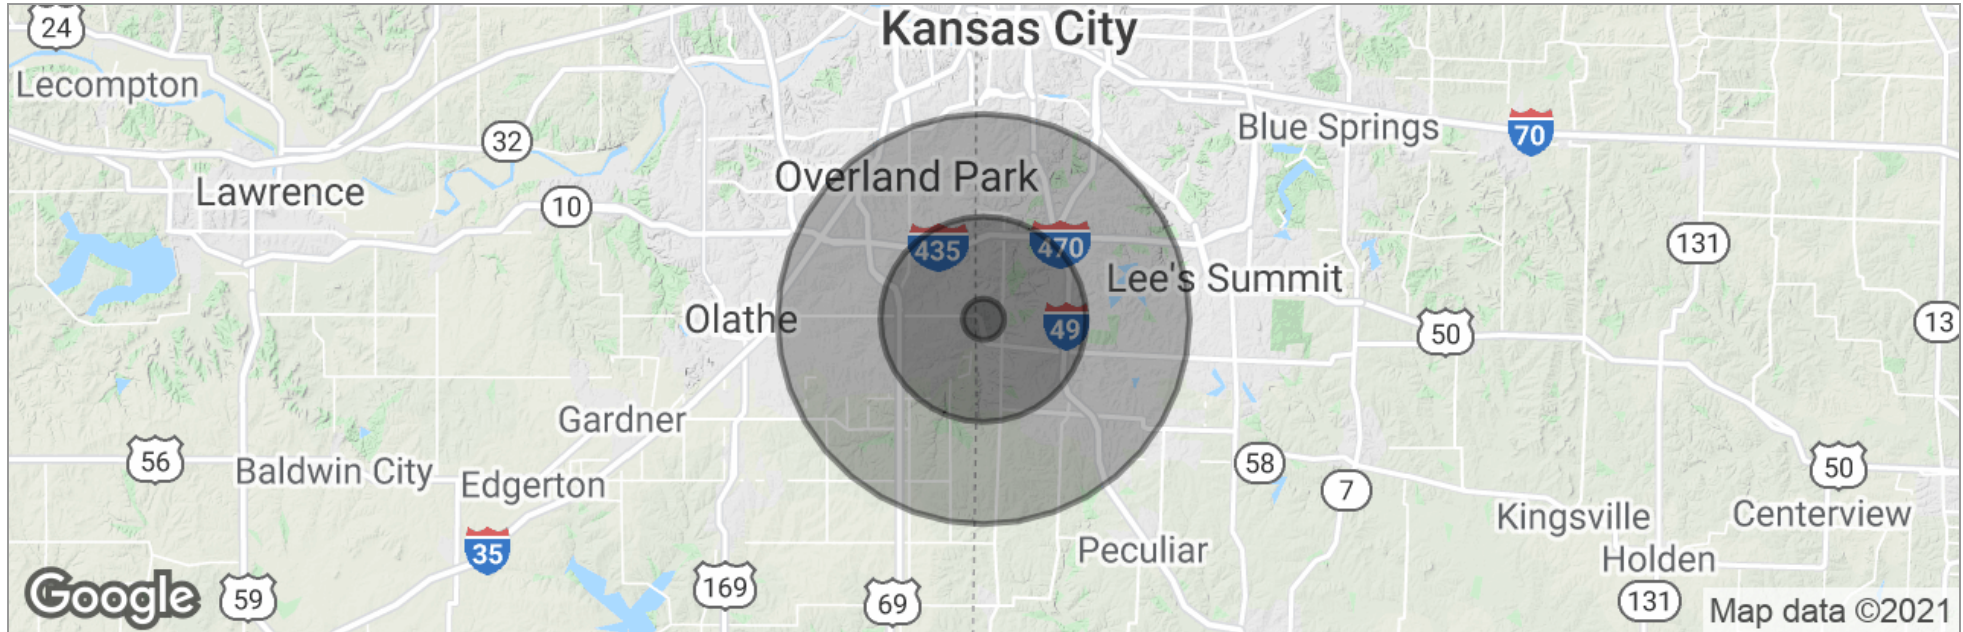 Kansas City
24
Lecompton
Blue Springs
70
32
Overland Park
Lawrence
10
435
470
131
Lee's Summit
Olathe
49
50
13
Gardner
56
Baldwin City
Edgerton
58
50
7
Kingsville
Centerview
35
Peculiar
Holden
Google
59
169
69
131
Map data ©2021